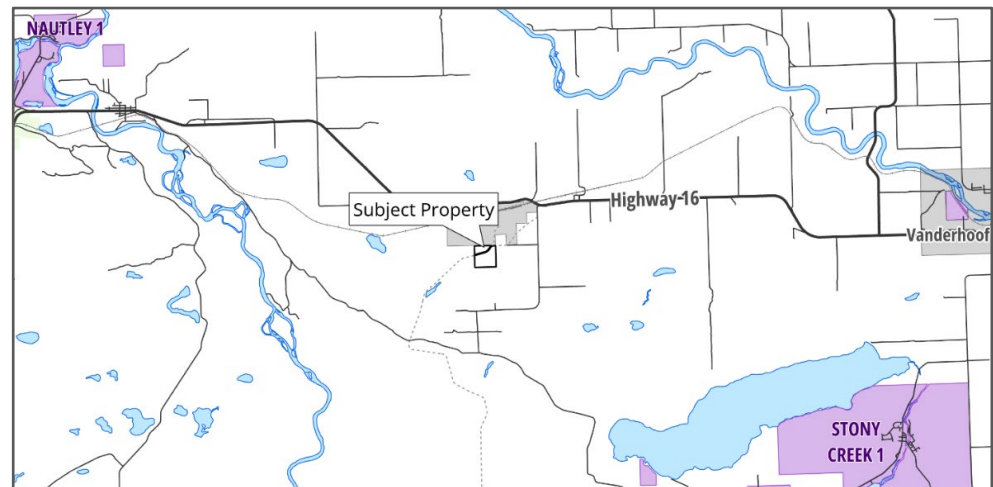 NAUTLEY 1
Subject Property
Highway-16
Vanderhoof
STONY
CREEK 1